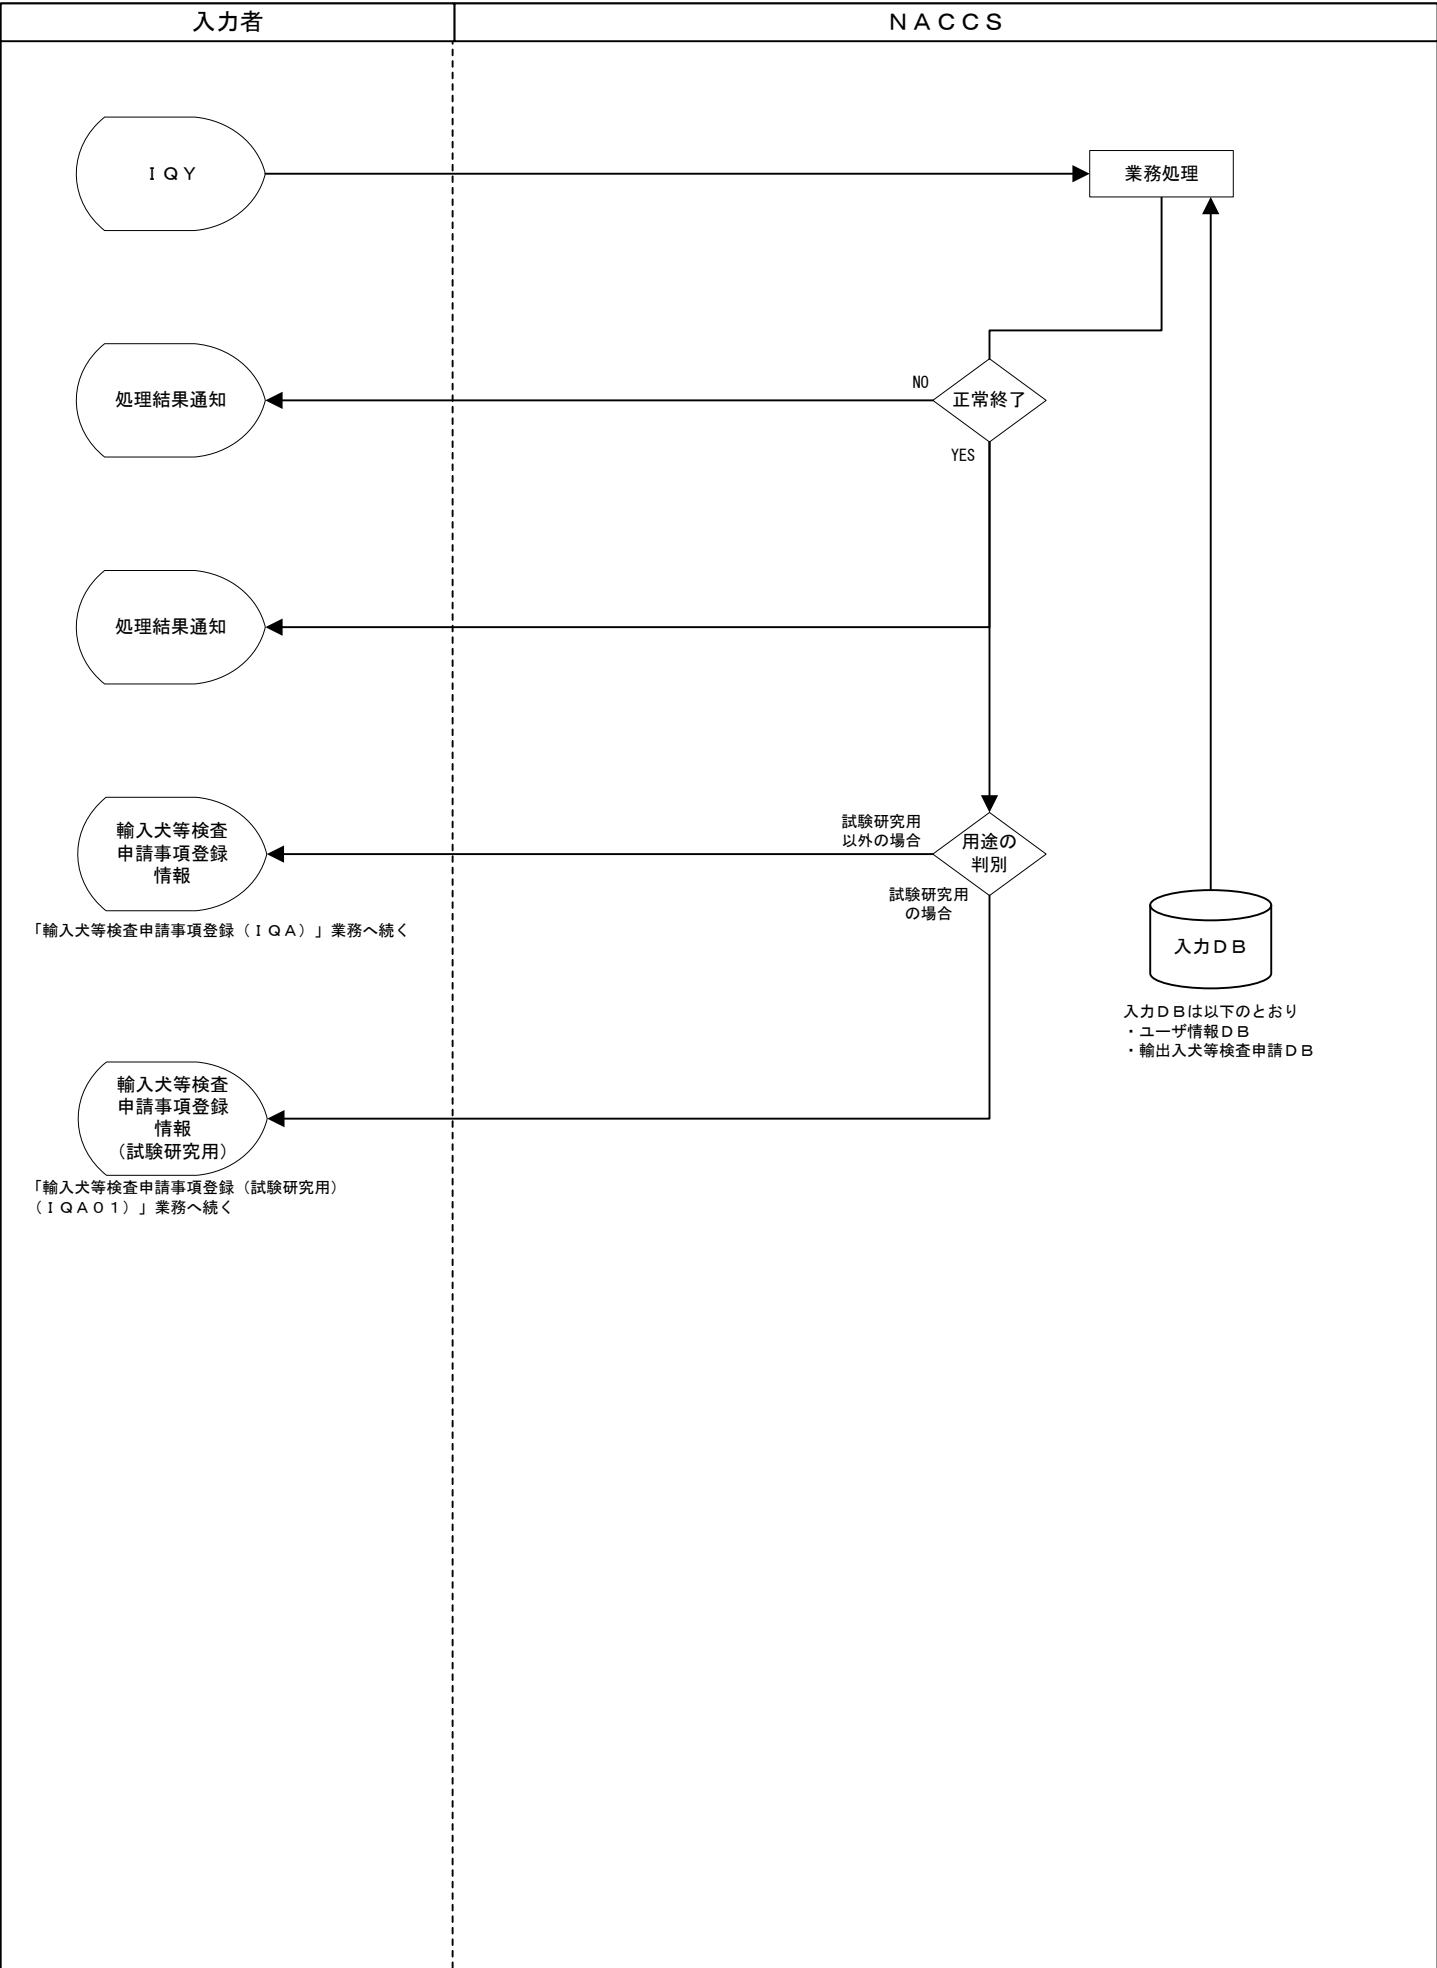 入力者
ＮＡＣＣＳ
ＩＱＹ
業務処理
処理結果通知
NO
正常終了
YES
処理結果通知
輸入犬等検査
申請事項登録
情報
試験研究用
以外の場合
用途の
判別
試験研究用
の場合
「輸入犬等検査申請事項登録（ＩＱＡ）」業務へ続く
入力ＤＢ
入力ＤＢは以下のとおり
・ユーザ情報ＤＢ
・輸出入犬等検査申請ＤＢ
輸入犬等検査
申請事項登録
情報
（試験研究用）
「輸入犬等検査申請事項登録（試験研究用）
（ＩＱＡ０１）」業務へ続く